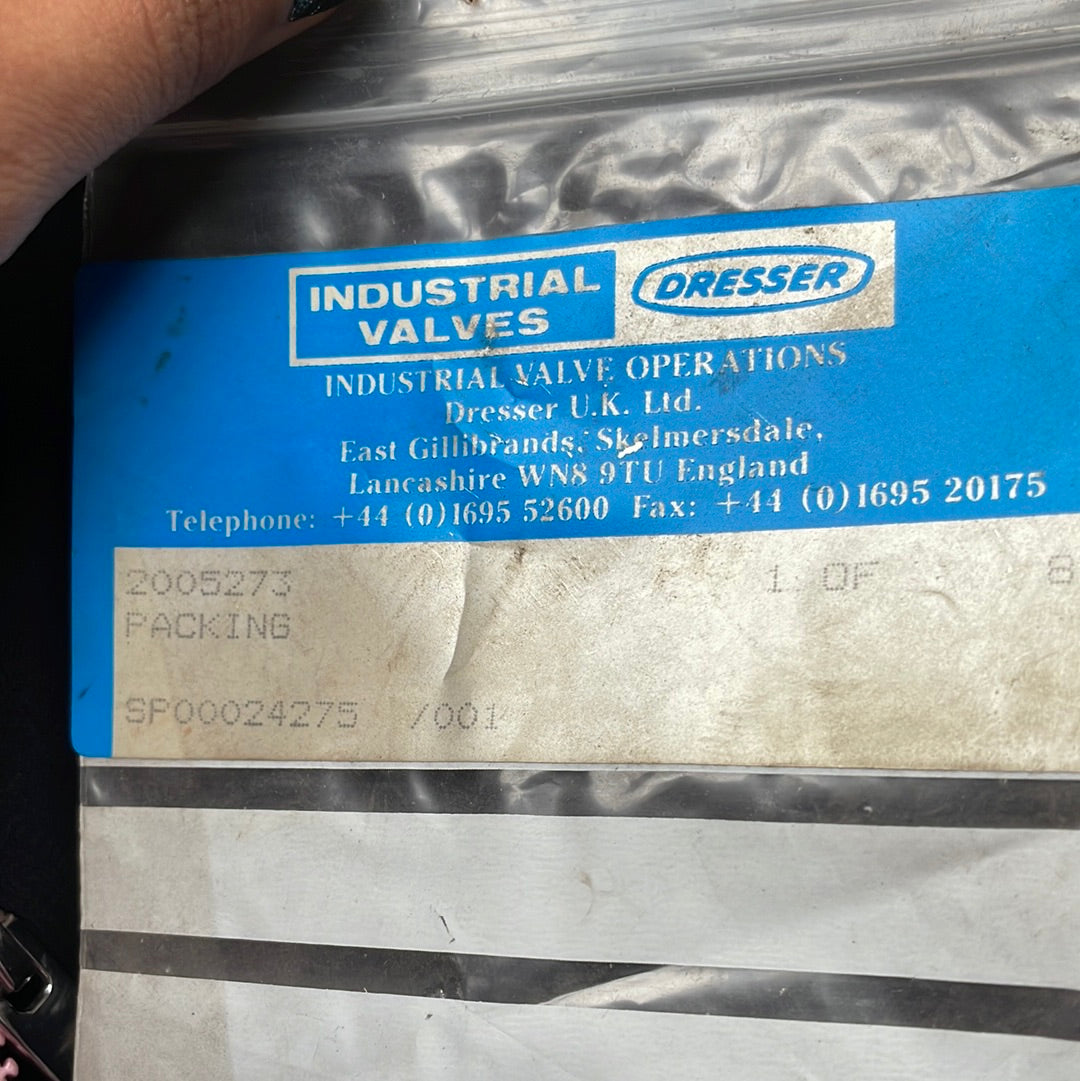 INDUSTRIAL
VALVES
DRESSER
INDUSTRIAL VALVE OPERATIONS
Dresser U.K. Ltd.
East Gillibrands, Skelmersdale,
Lancashire WN8 9TU England
Telephone: +44 (0)1695 52600 Fax: +44 (0)1695 20175
2005273 1 OF 8
PACKING
SP00024275 /001